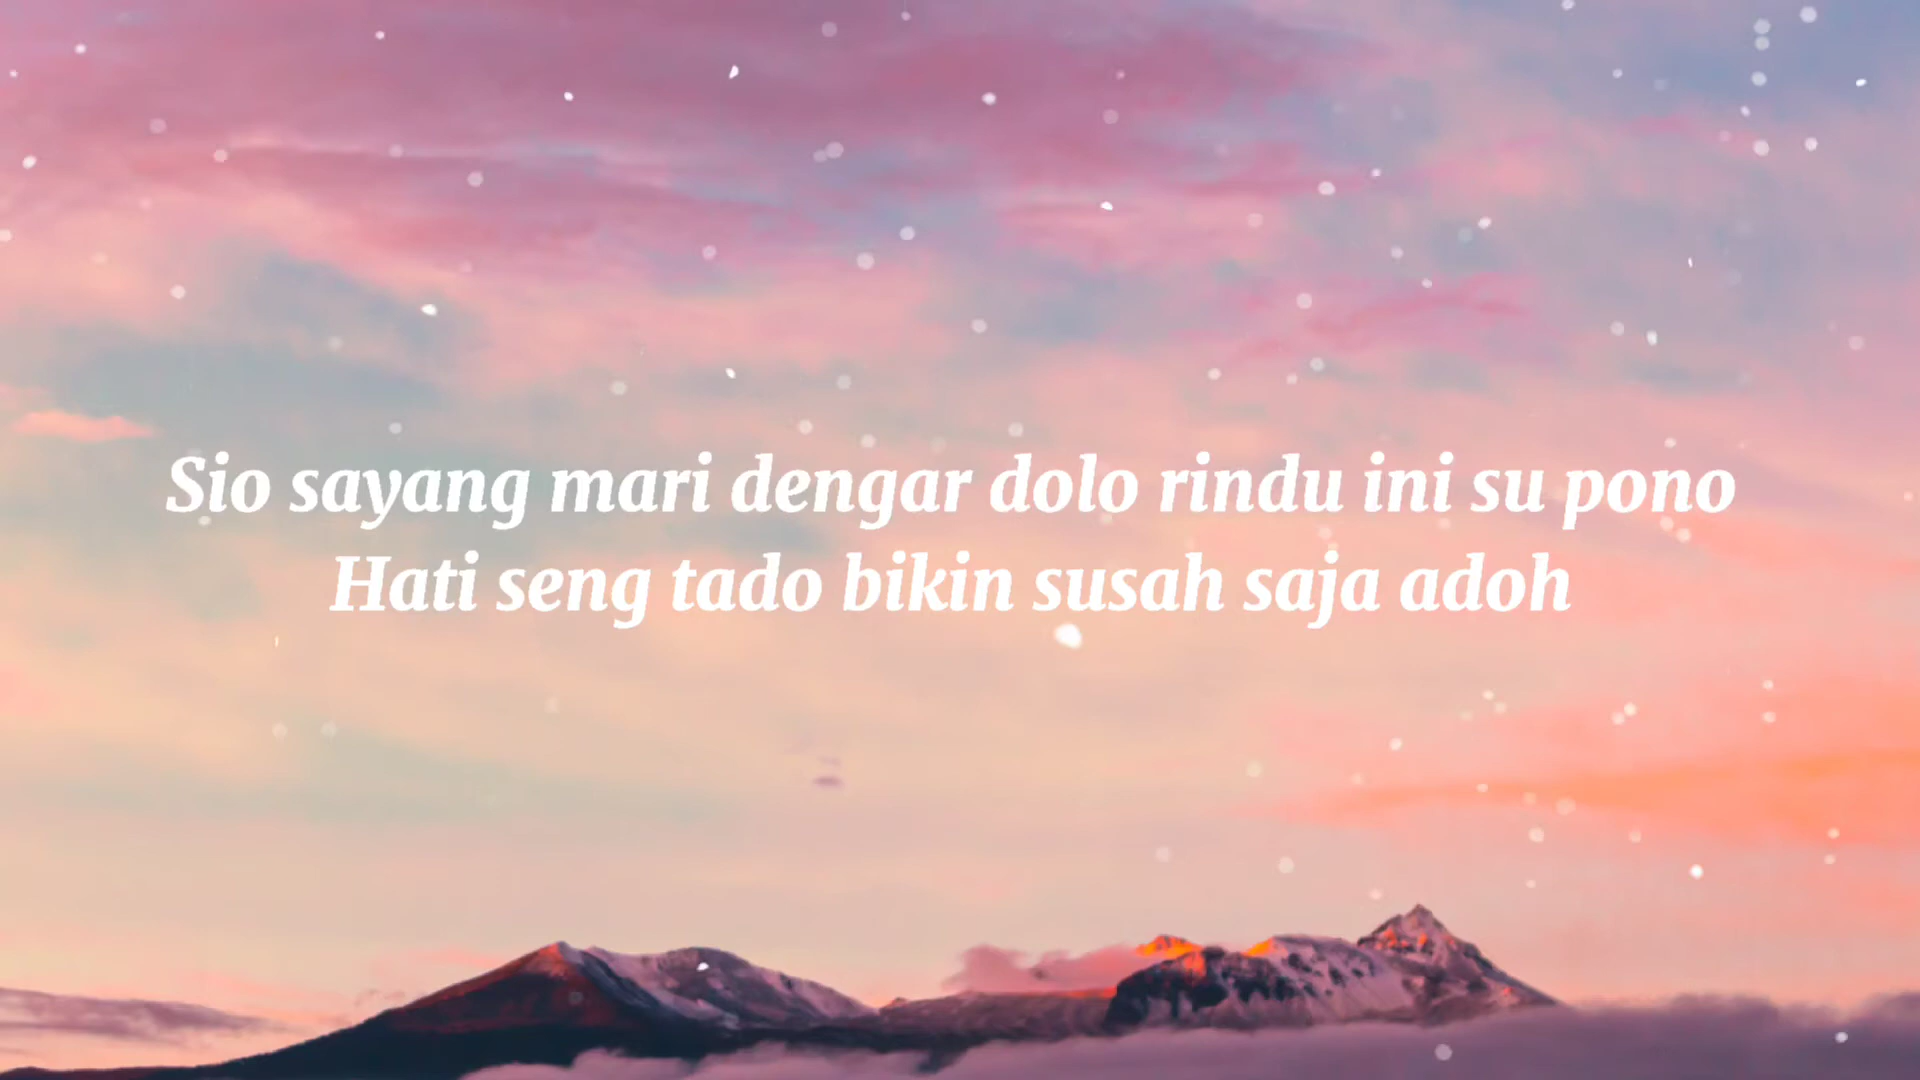 Sio sayang mari dengar dolo rindu ini su pono
Hati seng tado bikin susah saja adoh